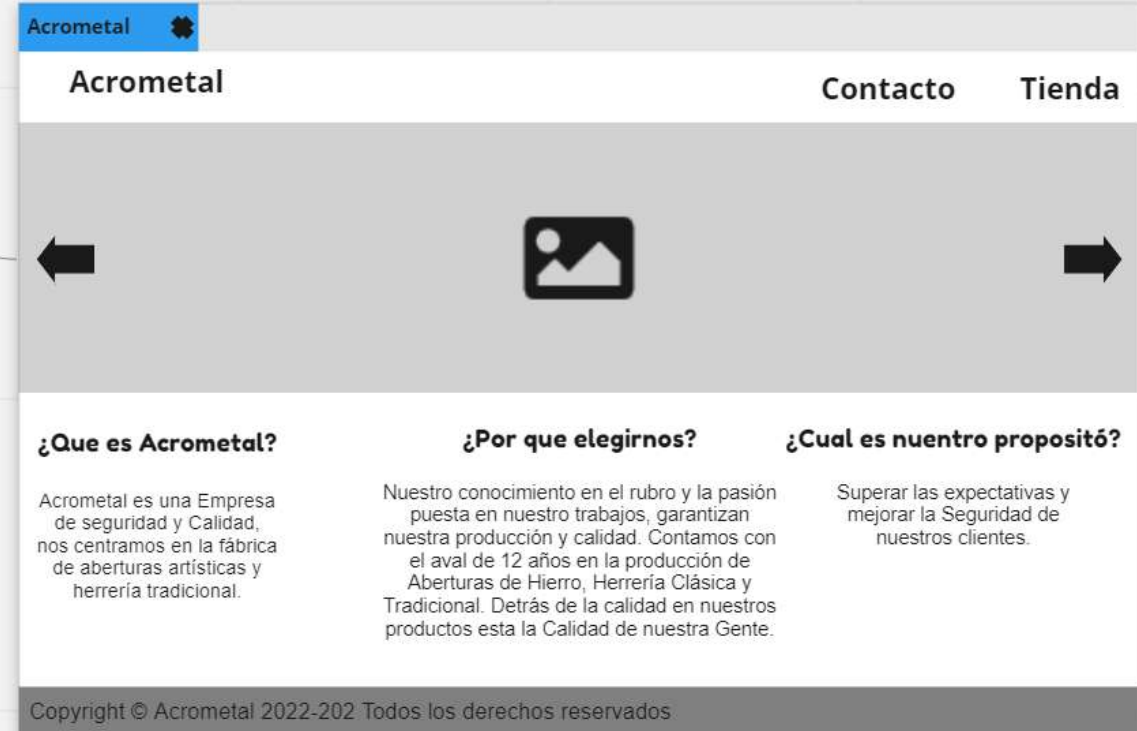 Acrometal
Acrometal
Contacto Tienda
¿Que es Acrometal?
Acrometal es una Empresa
de seguridad y Calidad,
nos centramos en la fábrica
de aberturas artísticas y
herrería tradicional.
¿Por que elegirnos?
Nuestro conocimiento en el rubro y la pasión
puesta en nuestro trabajos, garantizan
nuestra producción y calidad. Contamos con
el aval de 12 años en la producción de
Aberturas de Hierro, Herrería Clásica y
Tradicional. Detrás de la calidad en nuestros
productos esta la Calidad de nuestra Gente.
¿Cual es nuentro propositó?
Superar las expectativas y
mejorar la Seguridad de
nuestros clientes.
Copyright © Acrometal 2022-202 Todos los derechos reservados